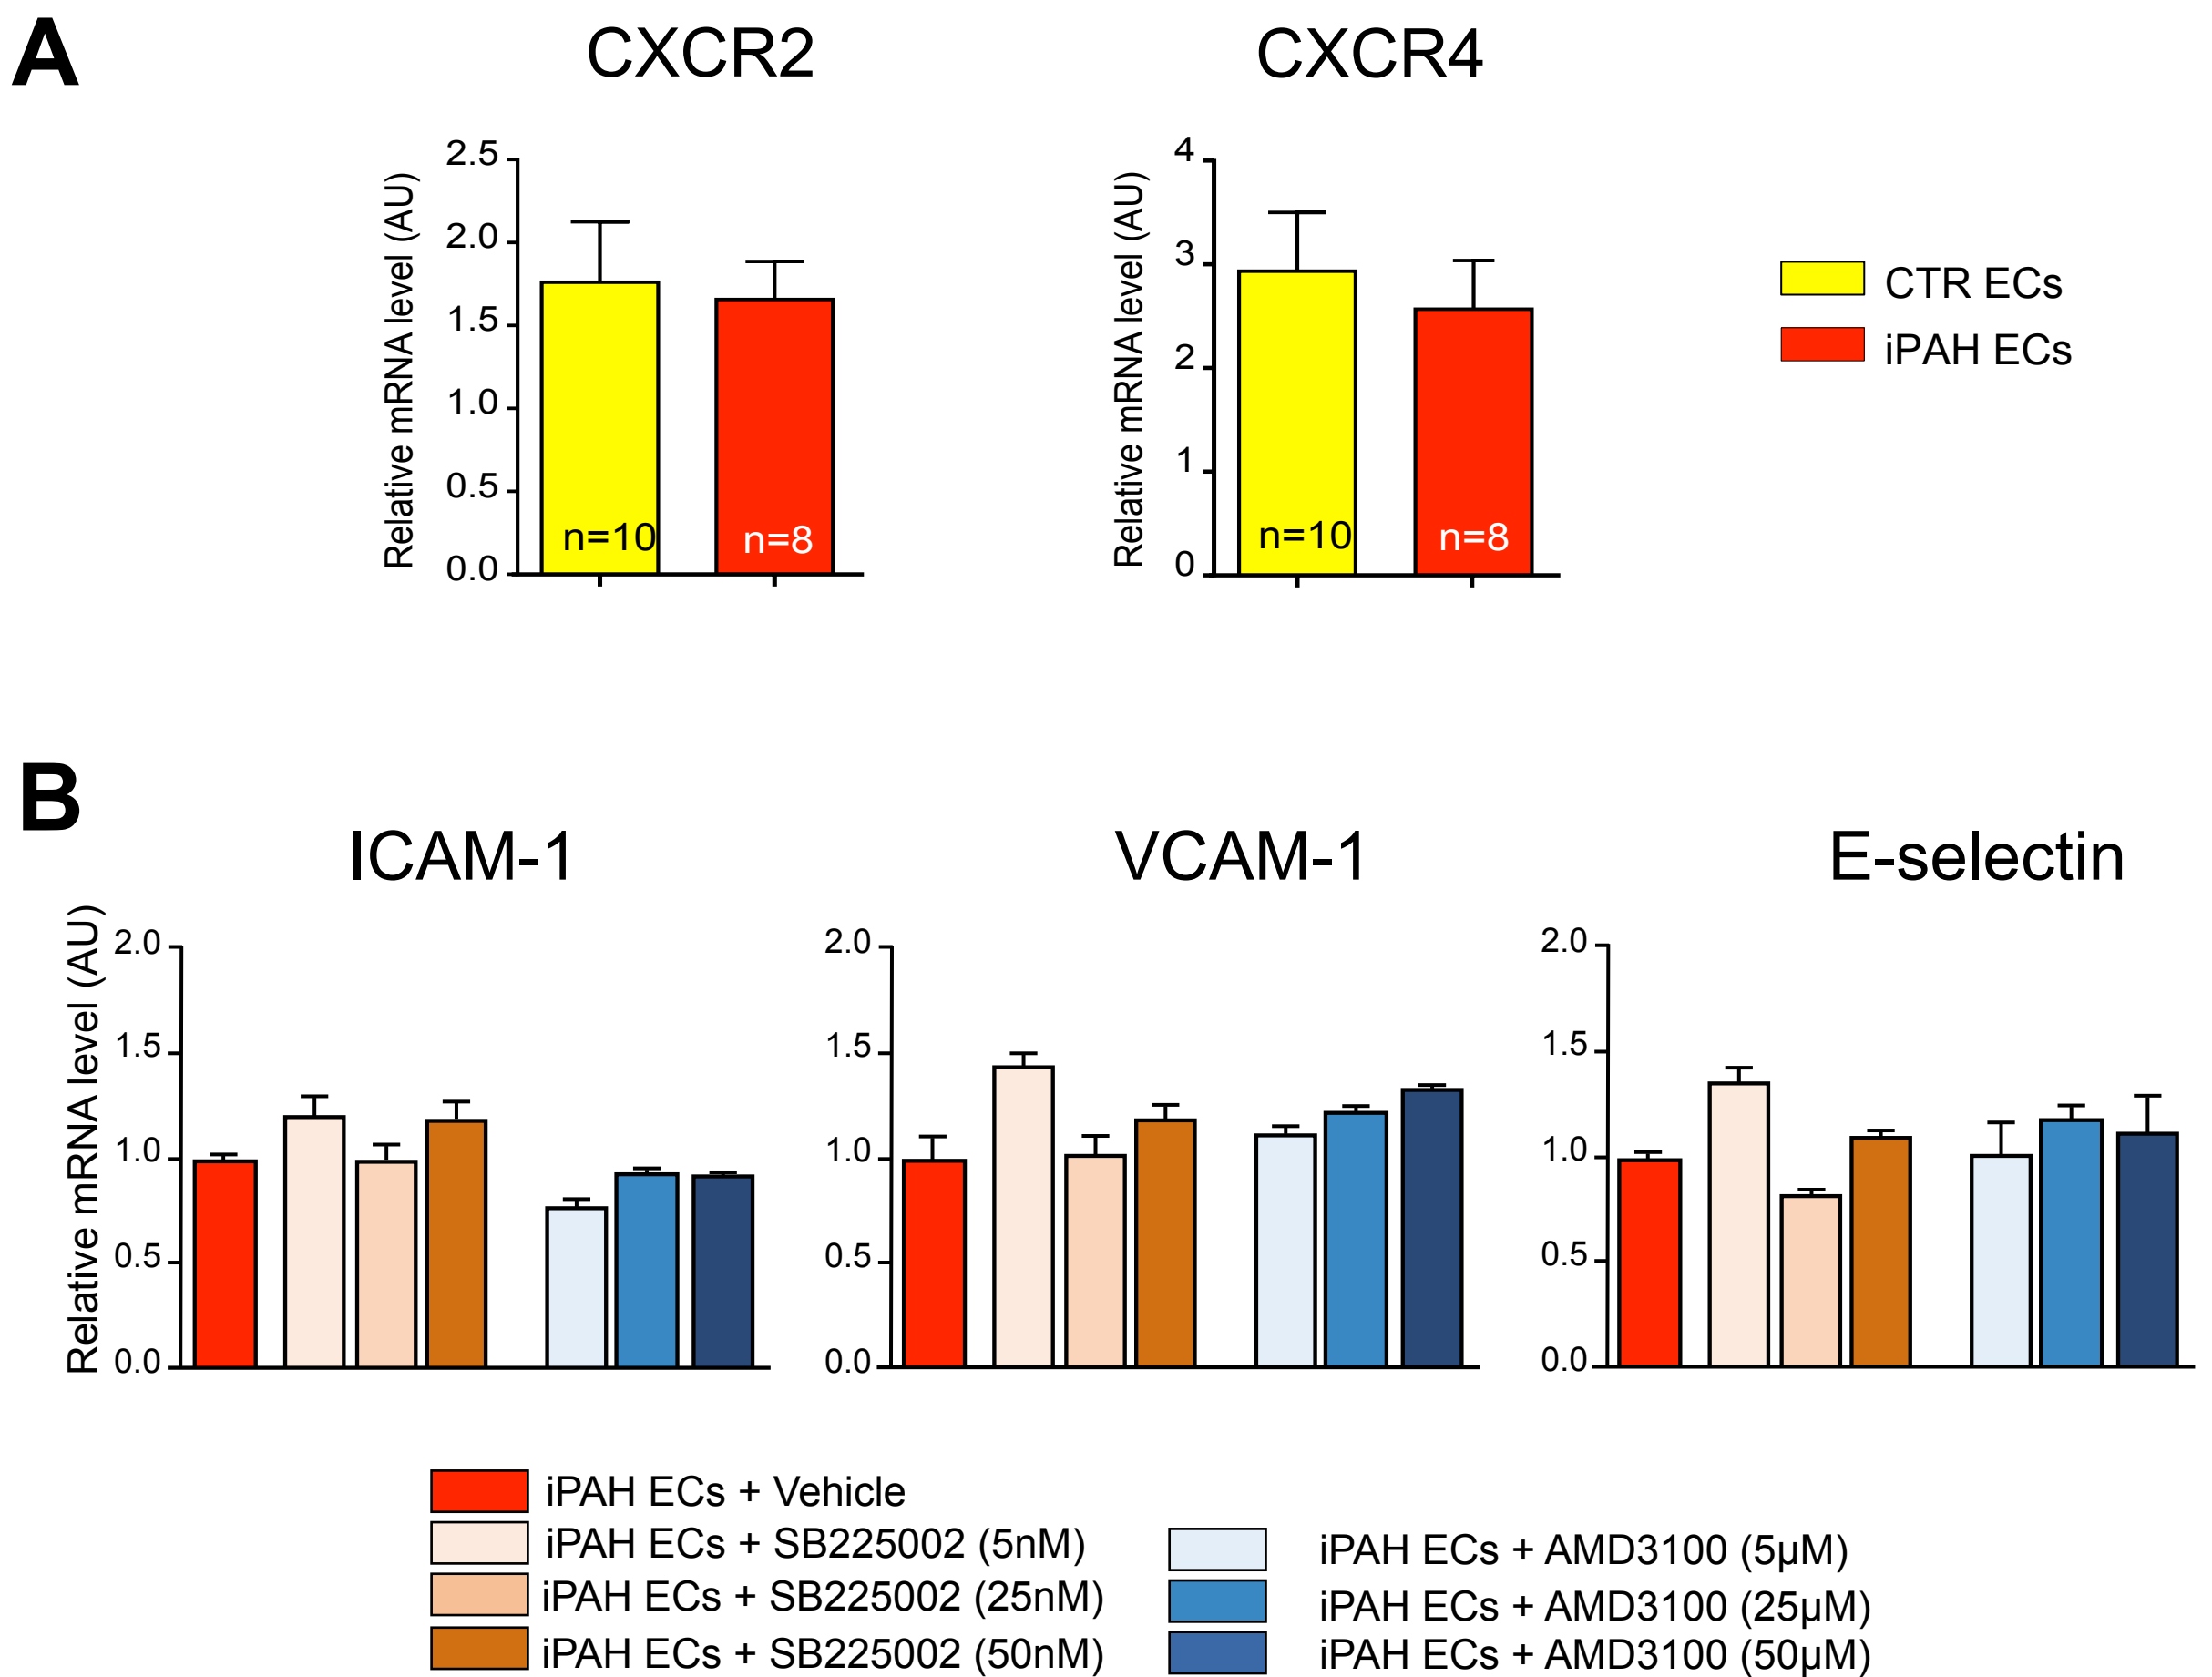 A
CXCR2
CXCR4
Relative mRNA level (AU)
2.5
2.0
1.5
1.0
0.5
0.0
n=10
n=8
Relative mRNA level (AU)
4
3
2
1
0
n=10
n=8
CTR ECs
iPAH ECs
B
ICAM-1
VCAM-1
E-selectin
Relative mRNA level (AU)
2.0
1.5
1.0
0.5
0.0
2.0
1.5
1.0
0.5
0.0
2.0
1.5
1.0
0.5
0.0
iPAH ECs + Vehicle
iPAH ECs + SB225002 (5nM)
iPAH ECs + SB225002 (25nM)
iPAH ECs + SB225002 (50nM)
iPAH ECs + AMD3100 (5µM)
iPAH ECs + AMD3100 (25µM)
iPAH ECs + AMD3100 (50µM)